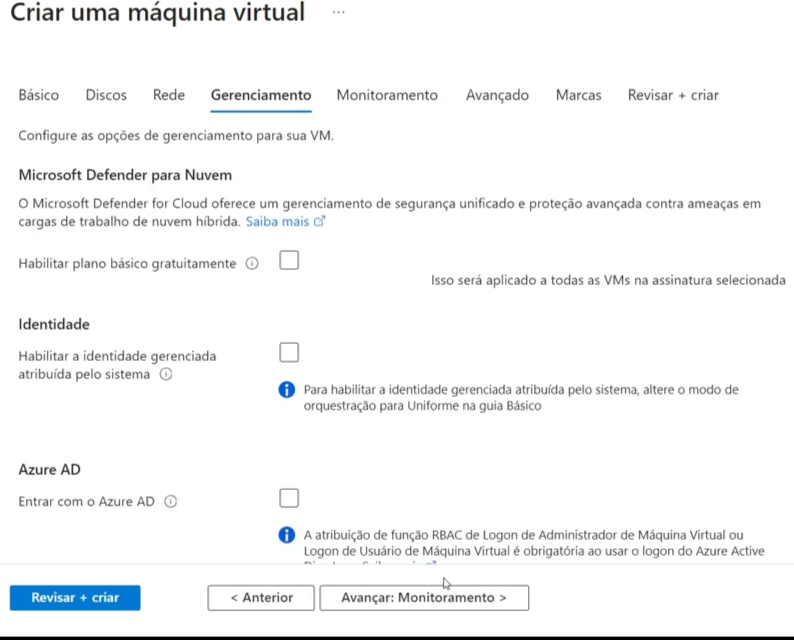 Criar uma máquina virtual ...
Básico Discos Rede Gerenciamento Monitoramento Avançado Marcas Revisar + criar
Configure as opções de gerenciamento para sua VM.
Microsoft Defender para Nuvem
O Microsoft Defender for Cloud oferece um gerenciamento de segurança unificado e proteção avançada contra ameaças em
cargas de trabalho de nuvem híbrida. Saiba mais
Habilitar plano básico gratuitamente
Isso será aplicado a todas as VMs na assinatura selecionada
Identidade
Habilitar a identidade gerenciada
atribuída pelo sistema
Para habilitar a identidade gerenciada atribuída pelo sistema, altere o modo de
orquestração para Uniforme na guia Básico
Azure AD
Entrar com o Azure AD
A atribuição de função RBAC de Logon de Administrador de Máquina Virtual ou
Logon de Usuário de Máquina Virtual é obrigatória ao usar o logon do Azure Active
Revisar + criar < Anterior Avançar: Monitoramento >